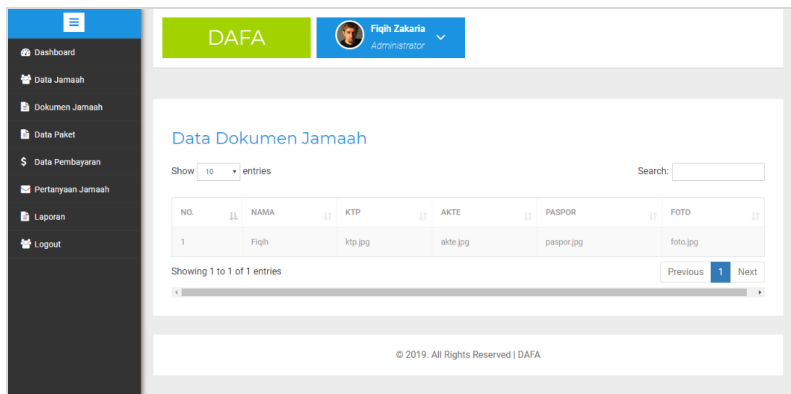 DAFA
Fiqih Zakaria
Administrator
Dashboard
Data Jamaah
Dokumen Jamaah
Data Paket
Data Pembayaran
Pertanyaan Jamaah
Laporan
Logout
Data Dokumen Jamaah
Show 10 entries
Search:
NO. NAMA KTP AKTE PASPOR FOTO
1 Fiqih ktp.jpg akte.jpg paspor.jpg foto.jpg
Showing 1 to 1 of 1 entries
Previous 1 Next
© 2019. All Rights Reserved | DAFA